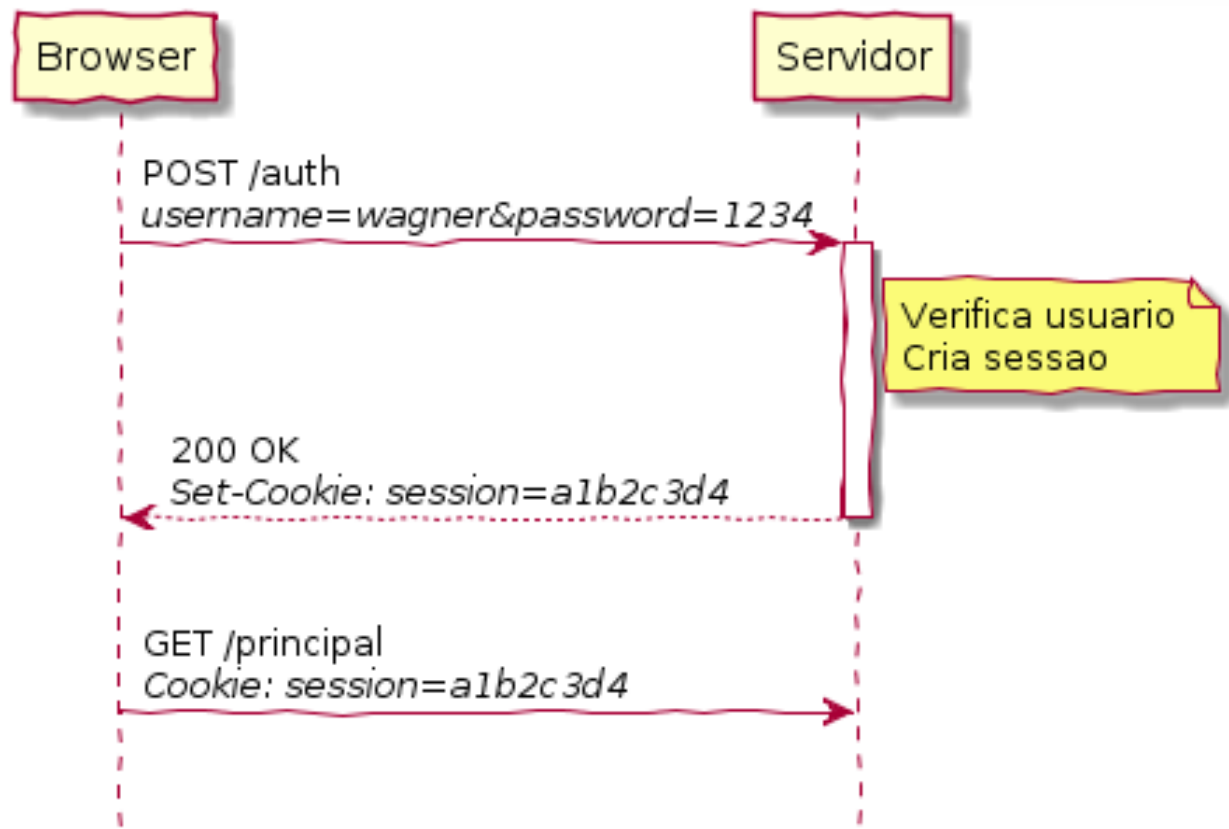 Browser
Servidor
POST /auth
username=wagner&password=1234
Verifica usuario
Cria sessao
200 OK
Set-Cookie: session=a1b2c3d4
GET /principal
Cookie: session=a1b2c3d4